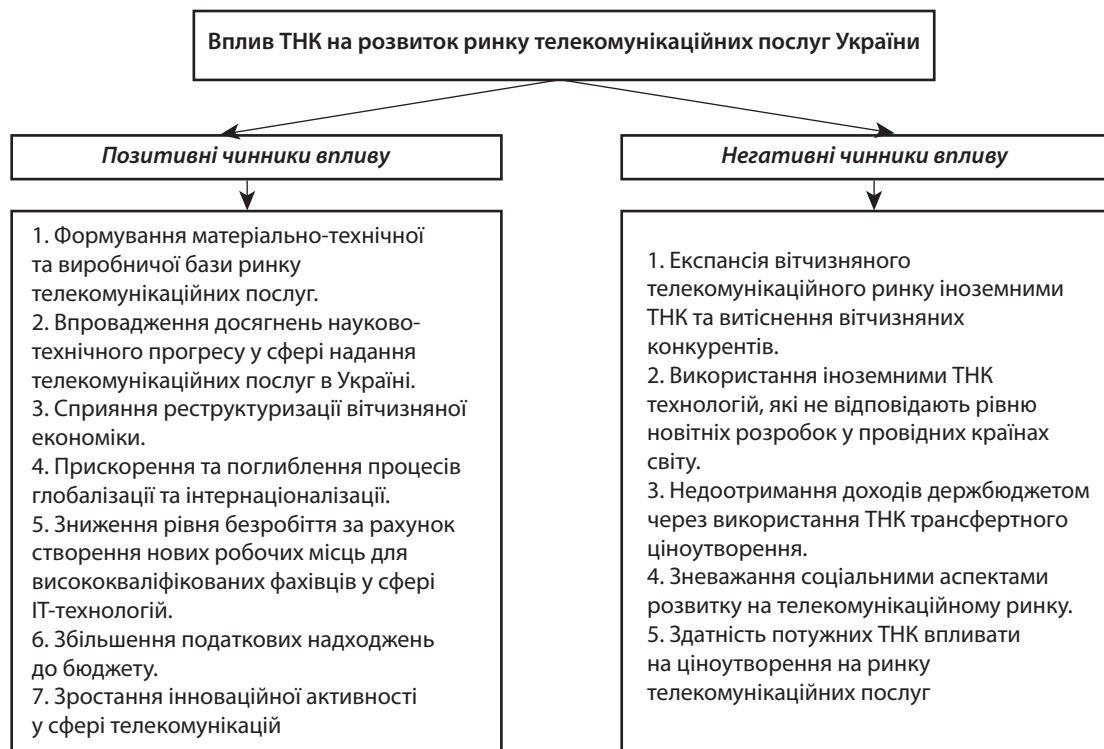 Вплив ТНК на розвиток ринку телекомунікаційних послуг України
Позитивні чинники впливу
1. Формування матеріально-технічної
та виробничої бази ринку
телекомунікаційних послуг.
2. Впровадження досягнень науково-
технічного прогресу у сфері надання
телекомунікаційних послуг в Україні.
3. Сприяння реструктуризації вітчизняної
економіки.
4. Прискорення та поглиблення процесів
глобалізації та інтернаціоналізації.
5. Зниження рівня безробіття за рахунок
створення нових робочих місць для
висококваліфікованих фахівців у сфері
ІТ-технологій.
6. Збільшення податкових надходжень
до бюджету.
7. Зростання інноваційної активності
у сфері телекомунікацій
Негативні чинники впливу
1. Експансія вітчизняного
телекомунікаційного ринку іноземними
ТНК та витіснення вітчизняних
конкурентів.
2. Використання іноземними ТНК
технологій, які не відповідають рівню
новітніх розробок у провідних країнах
світу.
3. Недоотримання доходів держбюджетом
через використання ТНК трансфертного
ціноутворення.
4. Зневажання соціальними аспектами
розвитку на телекомунікаційному ринку.
5. Здатність потужних ТНК впливати
на ціноутворення на ринку
телекомунікаційних послуг